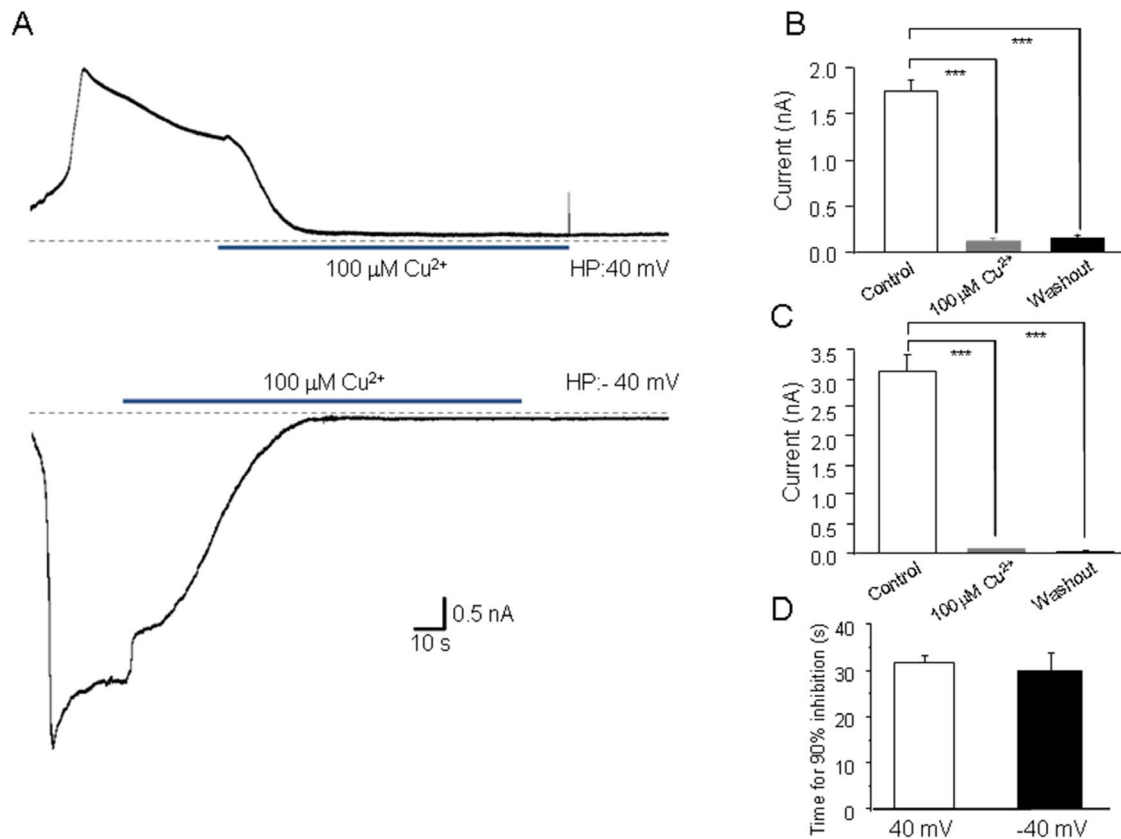 A
100 μM Cu²⁺
HP:40 mV
100 μM Cu²⁺
HP:- 40 mV
0.5 nA
10 s
B
***
***
2.0
1.5
1.0
0.5
0.0
Current (nA)
Control
100 μM Cu²⁺
Washout
C
***
***
3.5
3.0
2.5
1.5
1.0
0.5
0.0
Current (nA)
Control
100 μM Cu²⁺
Washout
D
40
30
20
10
0
Time for 90% inhibition (s)
40 mV
-40 mV